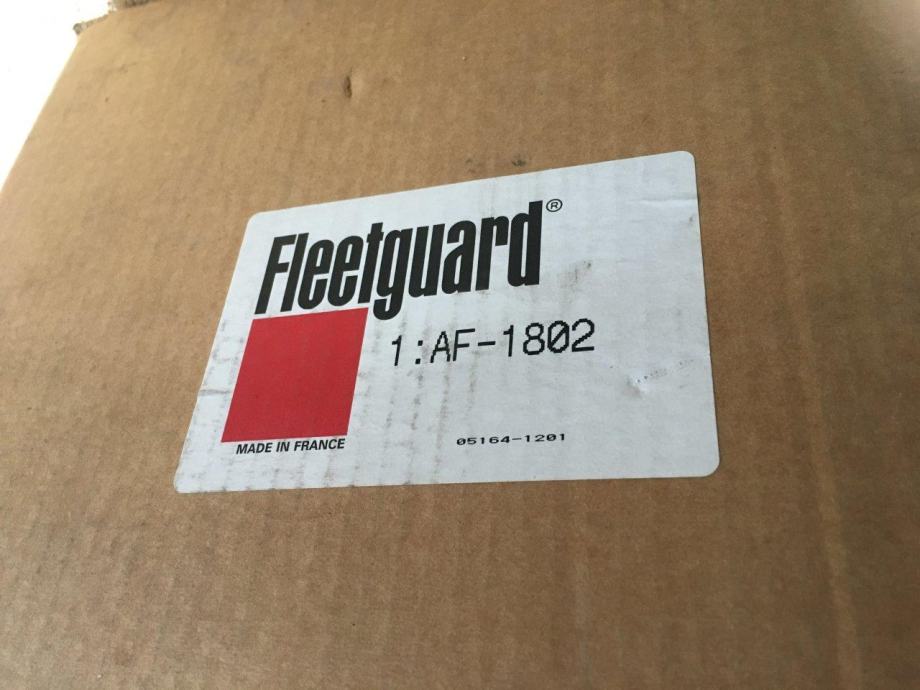 Fleetguard®
1:AF-1802
MADE IN FRANCE
05164-1201